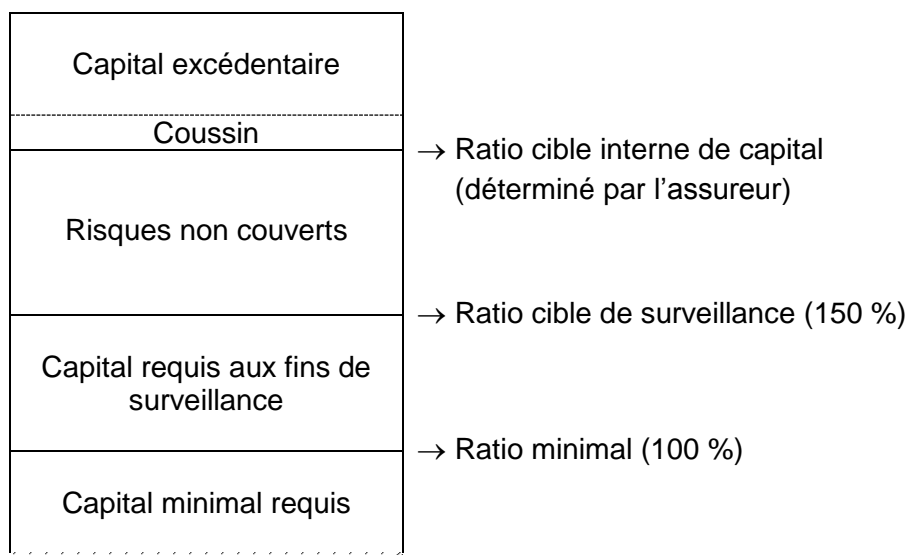 Capital excédentaire
Coussin
→ Ratio cible interne de capital
(déterminé par l’assureur)
Risques non couverts
→ Ratio cible de surveillance (150 %)
Capital requis aux fins de
surveillance
→ Ratio minimal (100 %)
Capital minimal requis